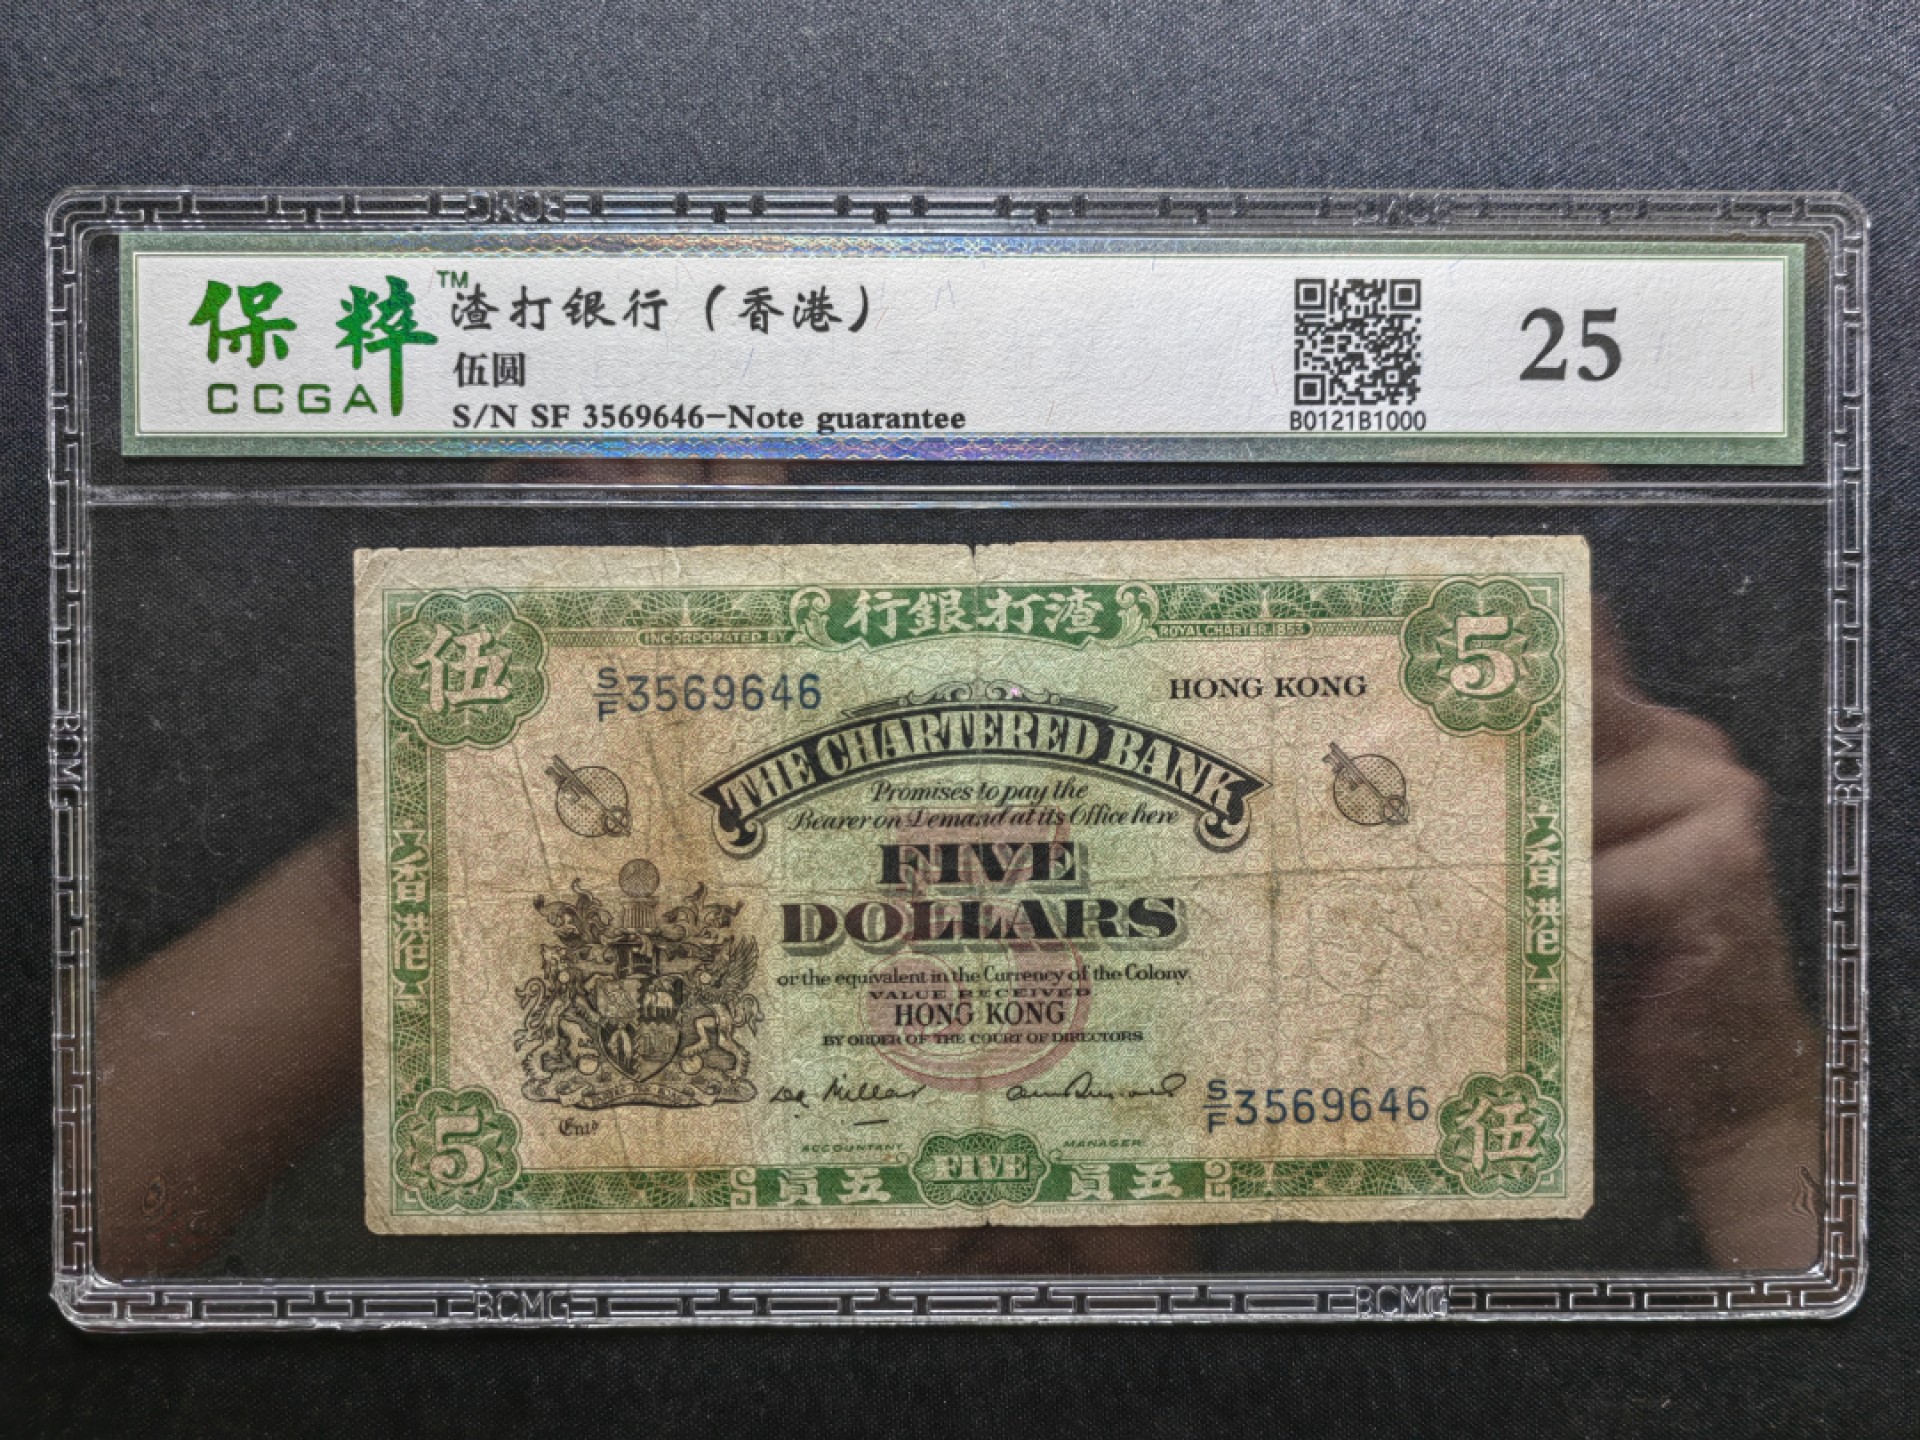 保粹™
CCGA
渣打银行（香港）
伍圆
S/N SF 3569646-Note guarantee
B0121B1000
25
行銀打渣
INCORPORATED BY
ROYAL CHARTER.1853
伍
5
S/F 3569646
HONG KONG
THE CHARTERED BANK
Promises to pay the
Bearer on Demand at its Office here
FIVE
DOLLARS
or the equivalent in the Currency of the Colony.
VALUE RECEIVED
HONG KONG
BY ORDER OF THE COURT OF DIRECTORS
香港
香港
S/F 3569646
ACCOUNTANT
MANAGER
5
伍
員五
FIVE
員五
BCMG
BCMG
BCMG
BCMG